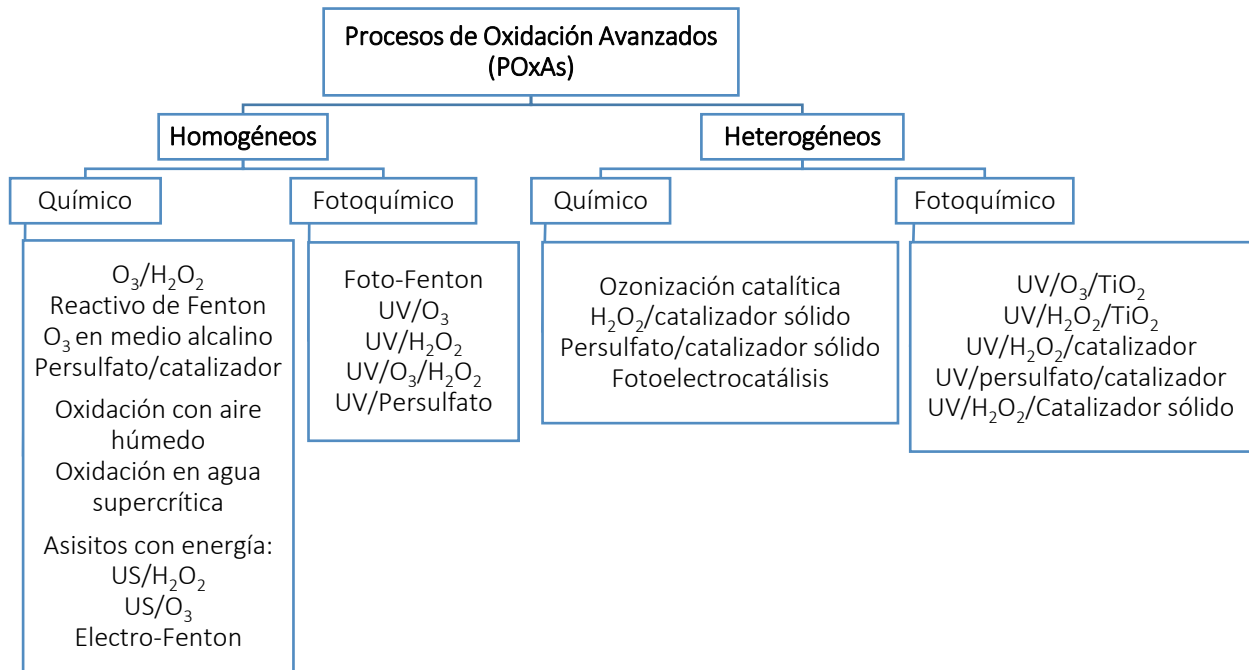 Procesos de Oxidación Avanzados
(POxAs)
Homogéneos
Heterogéneos
Químico
Fotoquímico
Químico
Fotoquímico
O₃/H₂O₂
Reactivo de Fenton
O₃ en medio alcalino
Persulfato/catalizador
Oxidación con aire
húmedo
Oxidación en agua
supercrítica
Asisitos con energía:
US/H₂O₂
US/O₃
Electro-Fenton
Foto-Fenton
UV/O₃
UV/H₂O₂
UV/O₃/H₂O₂
UV/Persulfato
Ozonización catalítica
H₂O₂/catalizador sólido
Persulfato/catalizador sólido
Fotoelectrocatálisis
UV/O₃/TiO₂
UV/H₂O₂/TiO₂
UV/H₂O₂/catalizador
UV/persulfato/catalizador
UV/H₂O₂/Catalizador sólido